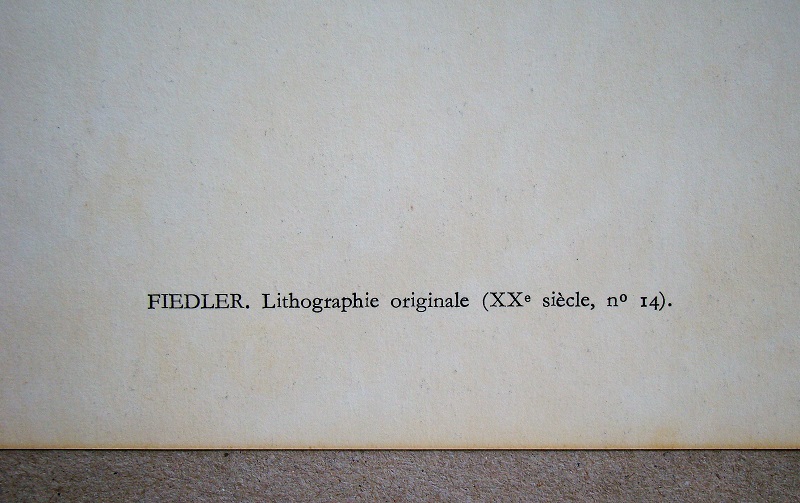 FIEDLER. Lithographie originale (XXᵉ siècle, nº 14).